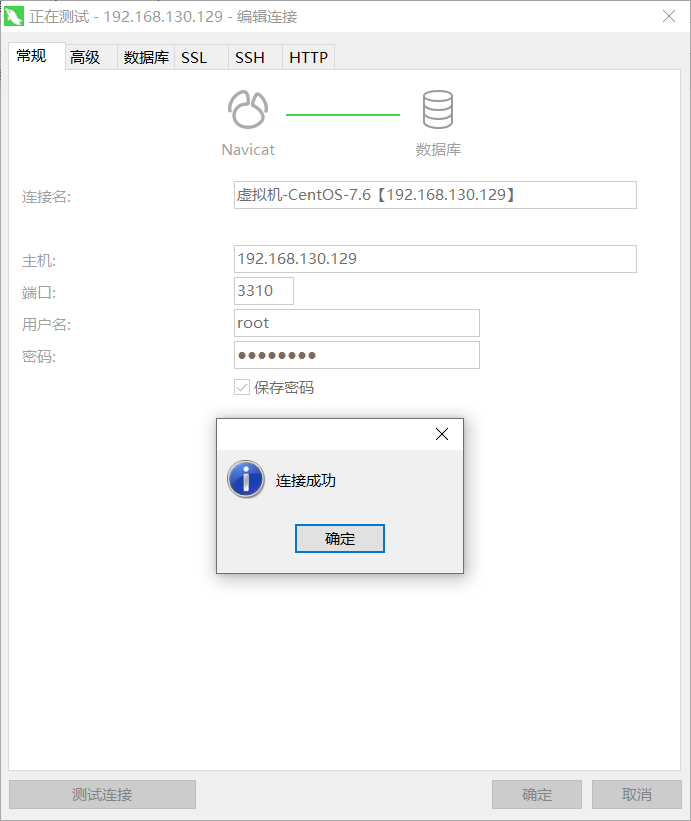 正在测试 - 192.168.130.129 - 编辑连接
常规 高级 数据库 SSL SSH HTTP
Navicat 数据库
连接名: 虚拟机-CentOS-7.6【192.168.130.129】
主机: 192.168.130.129
端口: 3310
用户名: root
密码: ●●●●●●●●
保存密码
连接成功
确定
测试连接 确定 取消